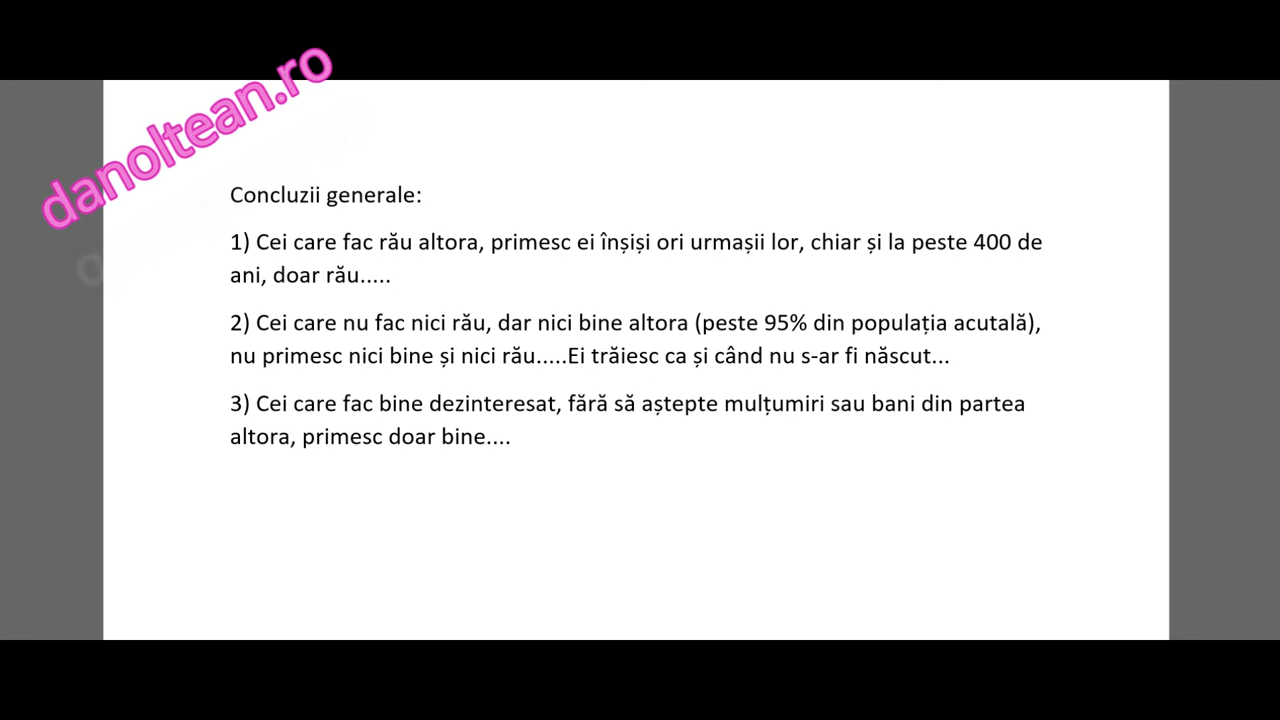 danoltean.ro
Concluzii generale:
1) Cei care fac rău altora, primesc ei înșiși ori urmașii lor, chiar și la peste 400 de
ani, doar rău.....
2) Cei care nu fac nici rău, dar nici bine altora (peste 95% din populația acutală),
nu primesc nici bine și nici rău.....Ei trăiesc ca și când nu s-ar fi născut...
3) Cei care fac bine dezinteresat, fără să aștepte mulțumiri sau bani din partea
altora, primesc doar bine....